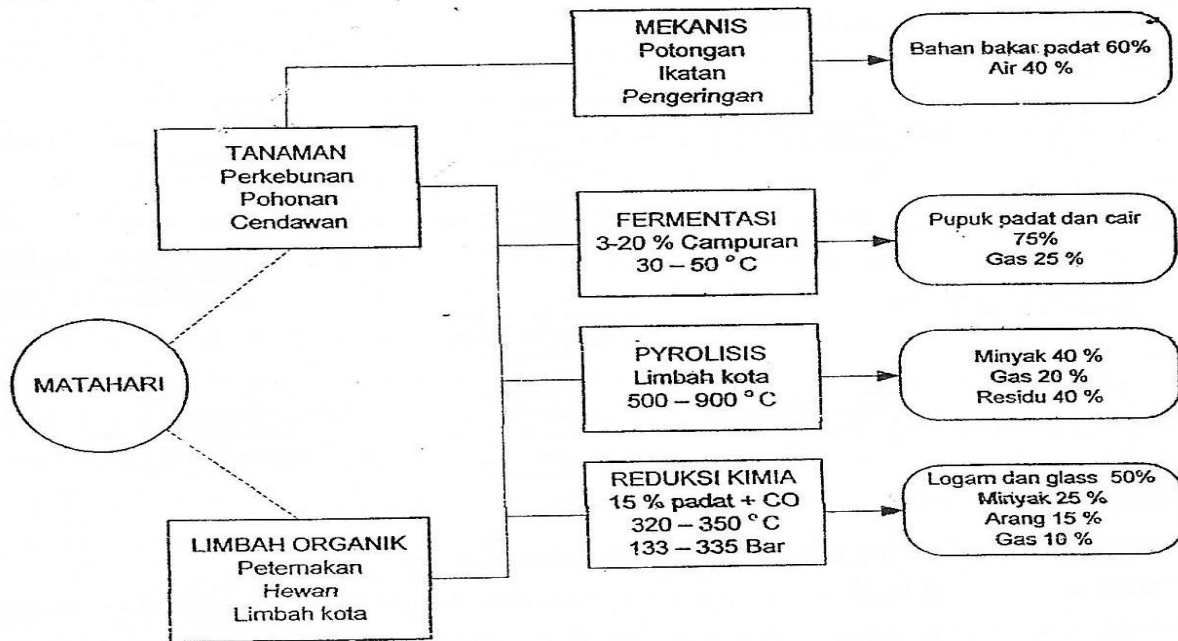 MEKANIS
Potongan
Ikatan
Pengeringan
Bahan bakar padat 60%
Air 40 %
TANAMAN
Perkebunan
Pohonan
Cendawan
FERMENTASI
3-20 % Campuran
30 – 50 °C
Pupuk padat dan cair
75%
Gas 25 %
MATAHARI
PYROLISIS
Limbah kota
500 – 900 °C
Minyak 40 %
Gas 20 %
Residu 40 %
REDUKSI KIMIA
15 % padat + CO
320 – 350 °C
133 – 335 Bar
Logam dan glass 50%
Minyak 25 %
Arang 15 %
Gas 10 %
LIMBAH ORGANIK
Peternakan
Hewan
Limbah kota